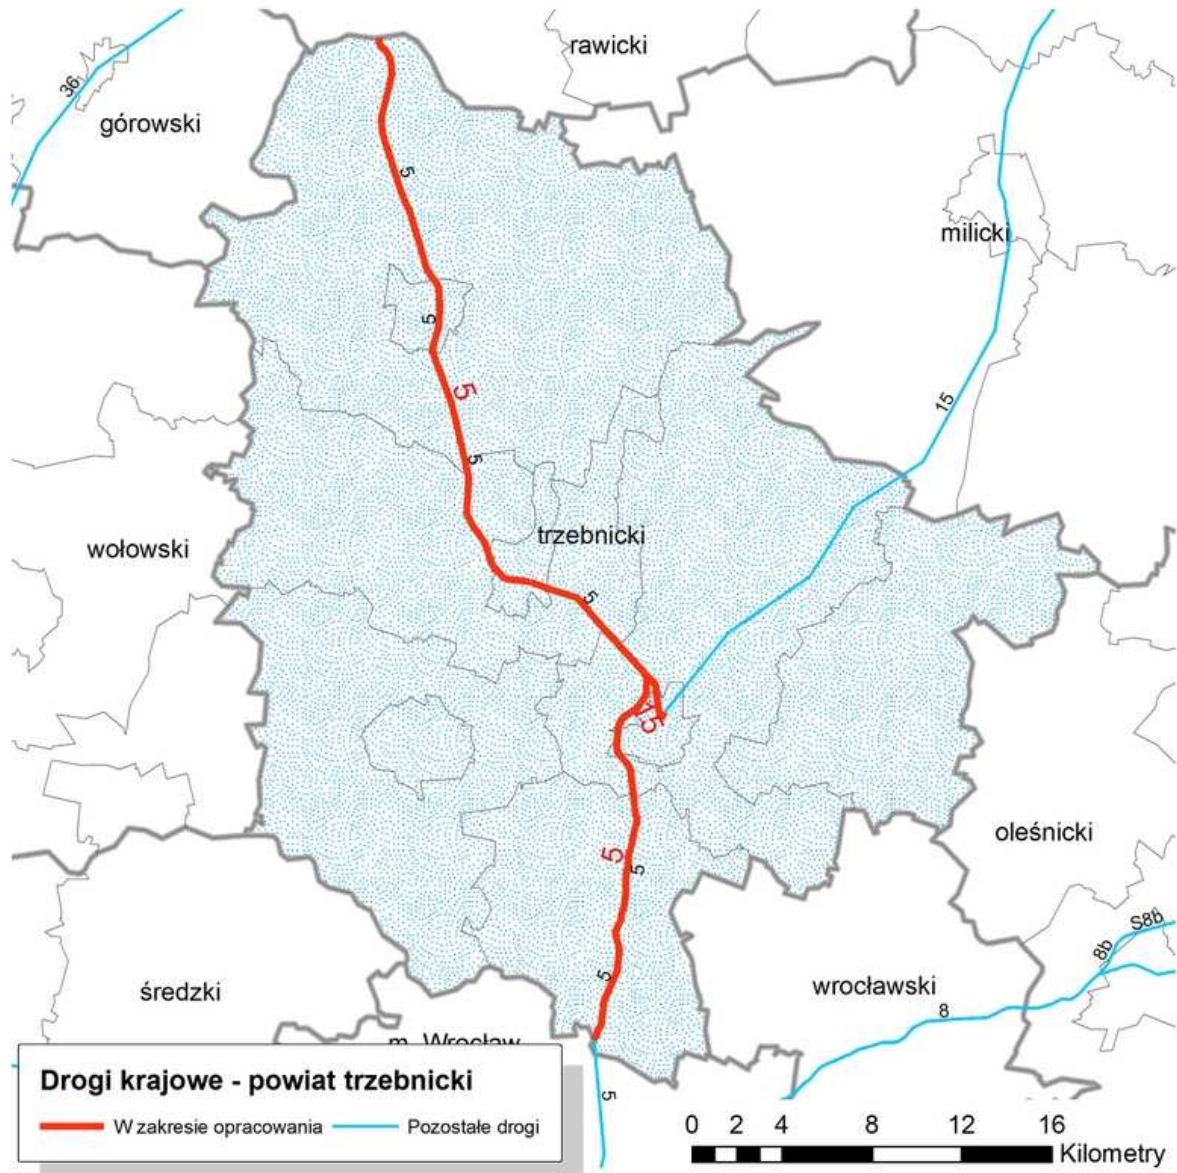 rawicki
36
górowski
5
milicki
5
5
15
5
trzebnicki
wołowski
5
15
5
5
oleśnicki
S8b
8b
5
średzki
wrocławski
8
m. Wrocław
Drogi krajowe - powiat trzebnicki
W zakresie opracowania
Pozostałe drogi
5
0 2 4 8 12 16
Kilometry